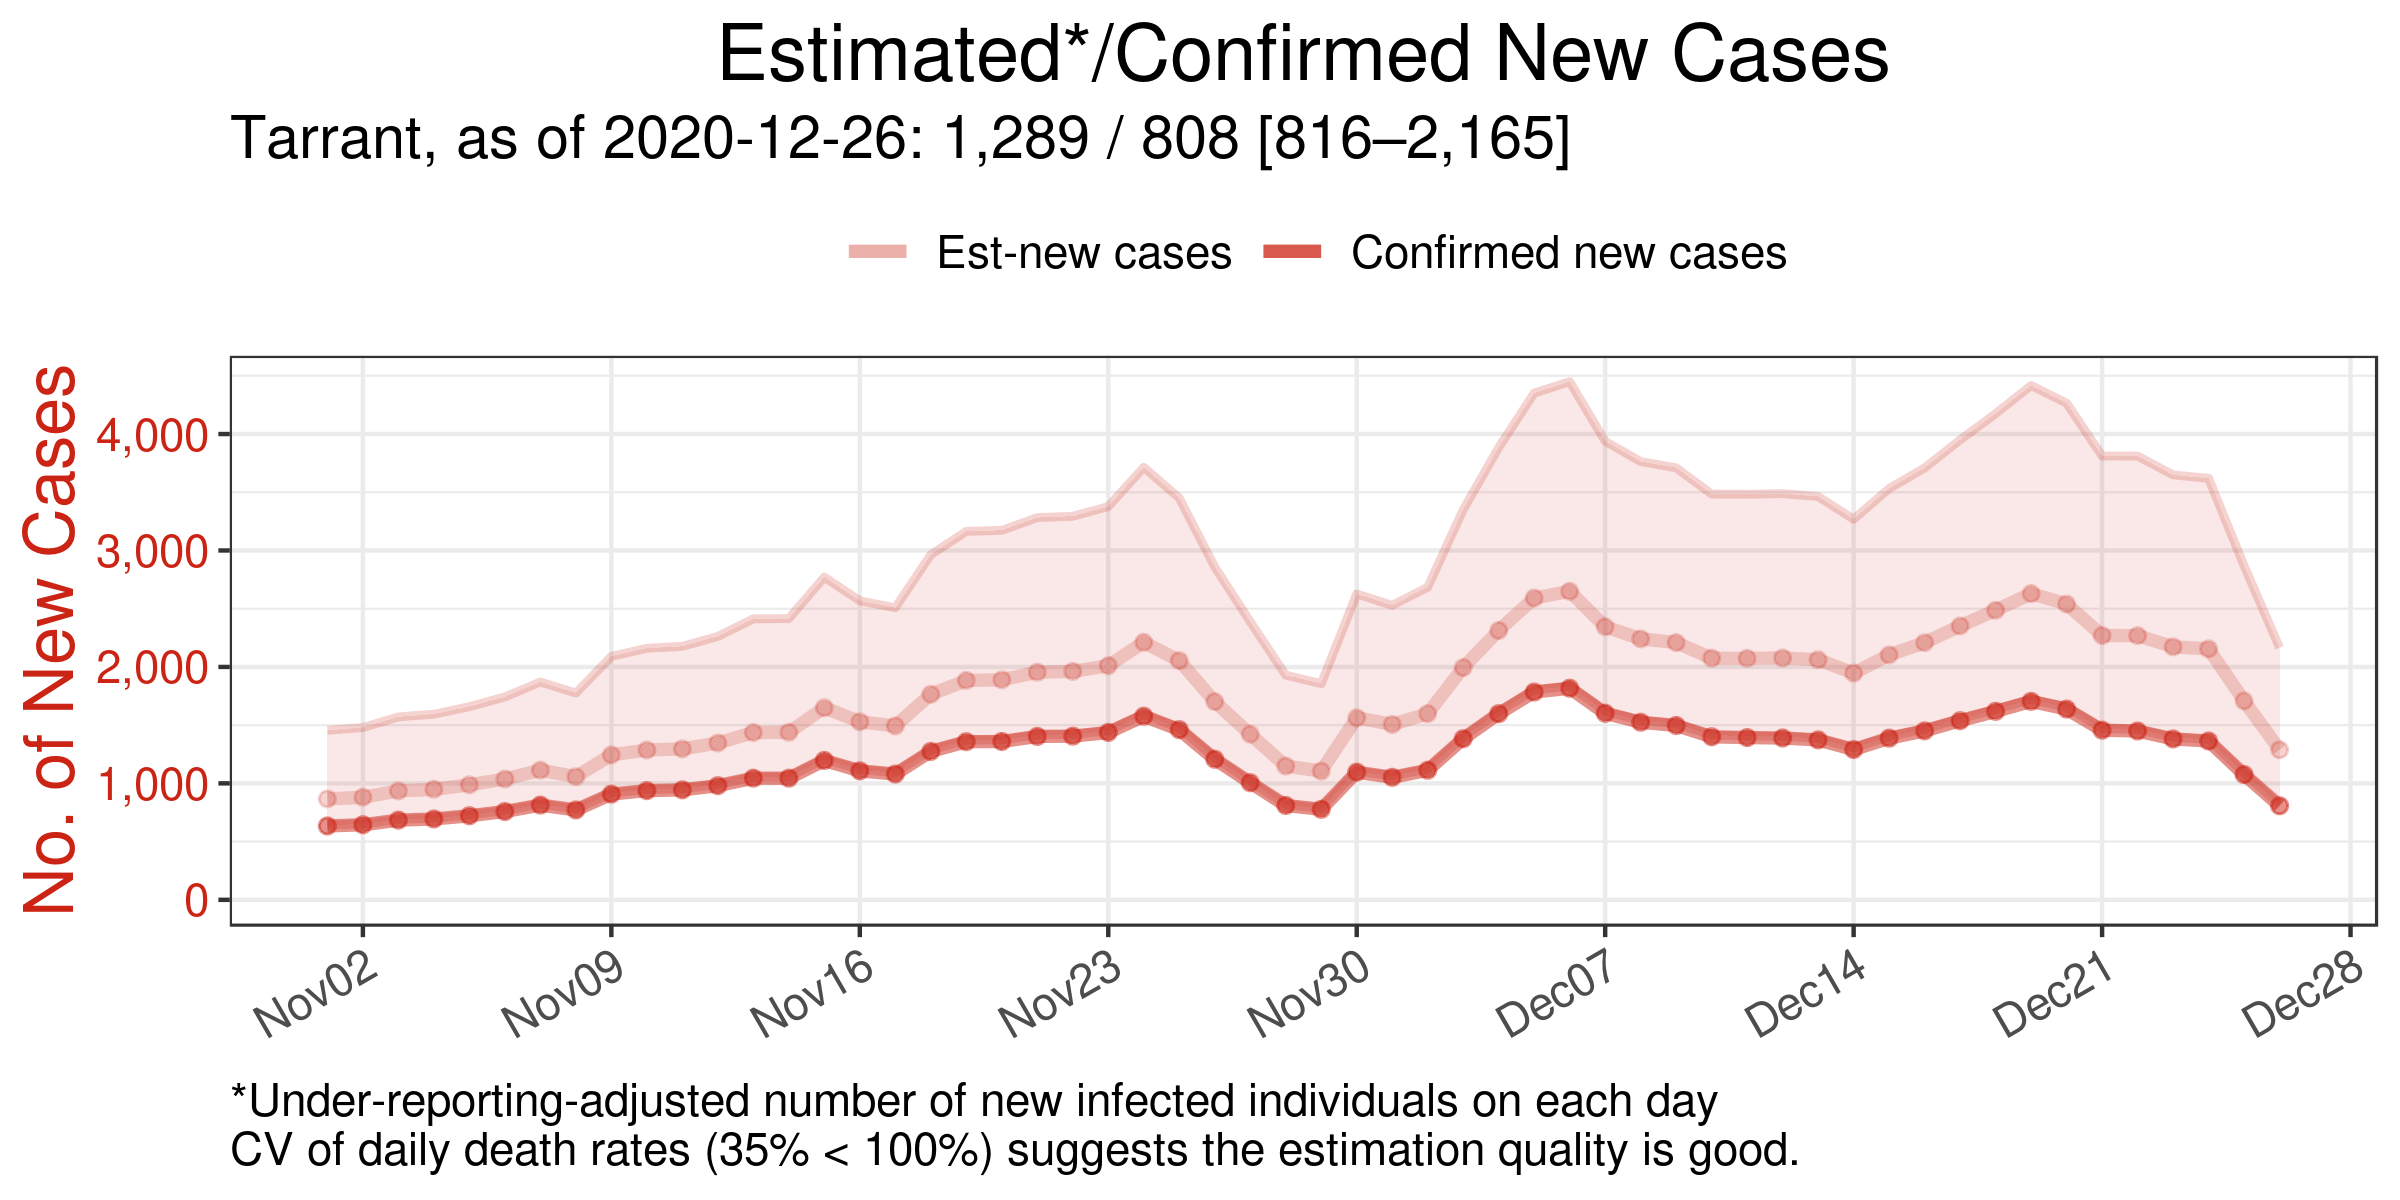 Estimated*/Confirmed New Cases
Tarrant, as of 2020-12-26: 1,289 / 808 [816–2,165]
Est-new cases
Confirmed new cases
No. of New Cases
4,000
3,000
2,000
1,000
0
Nov02
Nov09
Nov16
Nov23
Nov30
Dec07
Dec14
Dec21
Dec28
*Under-reporting-adjusted number of new infected individuals on each day
CV of daily death rates (35% < 100%) suggests the estimation quality is good.